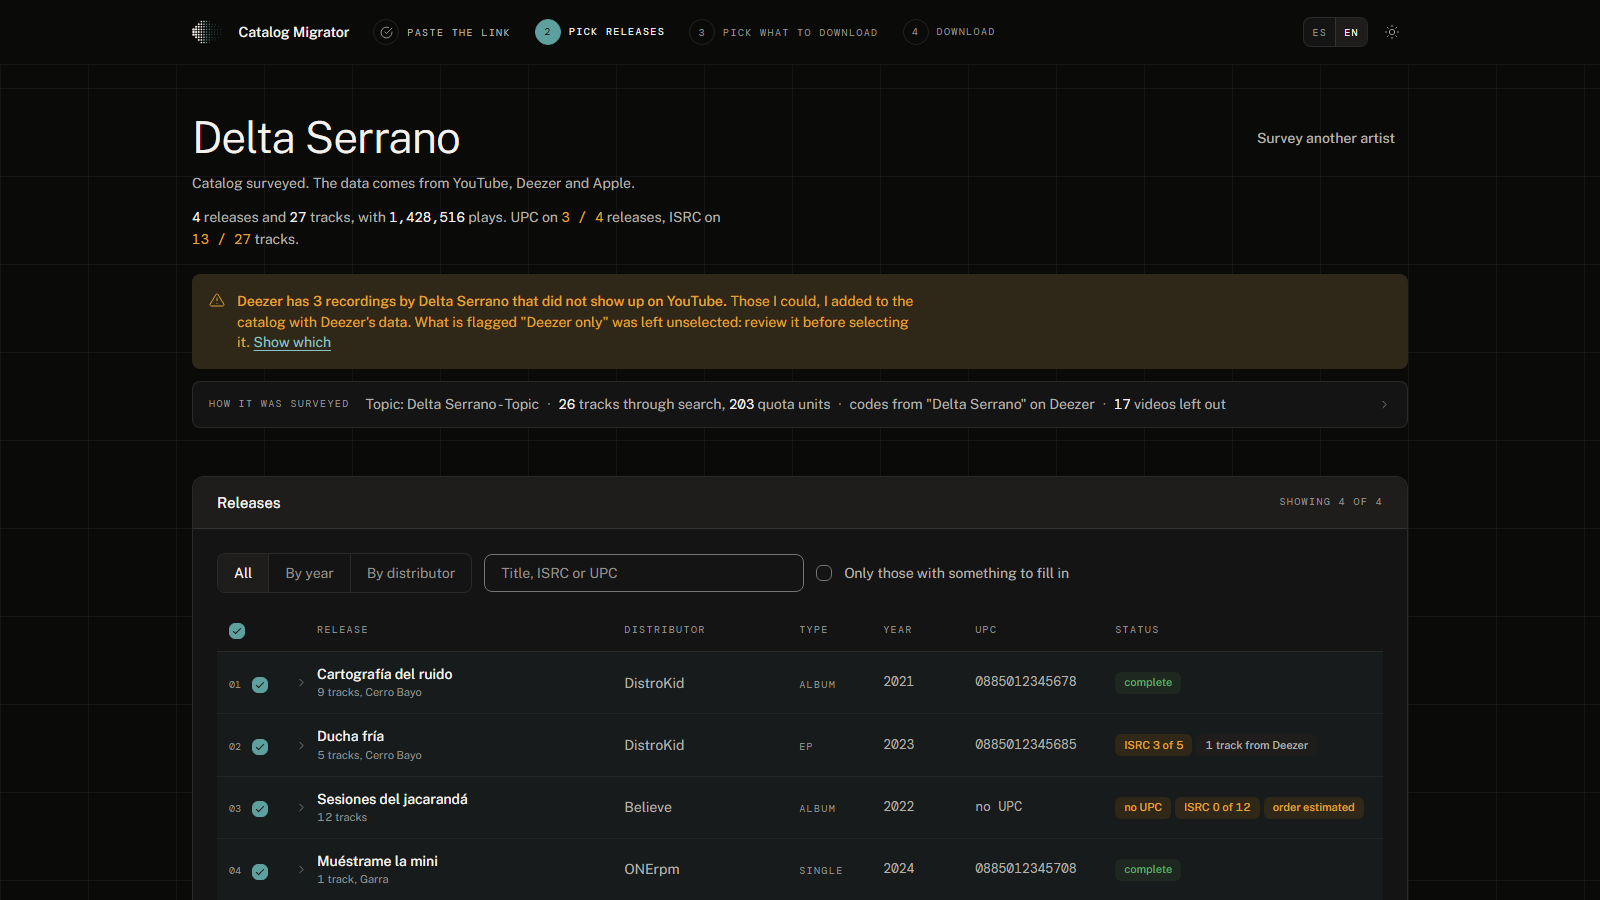 Catalog Migrator
PASTE THE LINK
2 PICK RELEASES
3 PICK WHAT TO DOWNLOAD
4 DOWNLOAD
ES EN
Delta Serrano
Survey another artist
Catalog surveyed. The data comes from YouTube, Deezer and Apple.
4 releases and 27 tracks, with 1,428,516 plays. UPC on 3 / 4 releases, ISRC on
13 / 27 tracks.
Deezer has 3 recordings by Delta Serrano that did not show up on YouTube. Those I could, I added to the
catalog with Deezer's data. What is flagged "Deezer only" was left unselected: review it before selecting
it. Show which
HOW IT WAS SURVEYED Topic: Delta Serrano - Topic · 26 tracks through search, 203 quota units · codes from "Delta Serrano" on Deezer · 17 videos left out
Releases
SHOWING 4 OF 4
All By year By distributor Title, ISRC or UPC Only those with something to fill in
RELEASE DISTRIBUTOR TYPE YEAR UPC STATUS
01 Cartografía del ruido DistroKid ALBUM 2021 0885012345678 complete
9 tracks, Cerro Bayo
02 Ducha fría DistroKid EP 2023 0885012345685 ISRC 3 of 5 1 track from Deezer
5 tracks, Cerro Bayo
03 Sesiones del jacarandá Believe ALBUM 2022 no UPC no UPC ISRC 0 of 12 order estimated
12 tracks
04 Muéstrame la mini ONErpm SINGLE 2024 0885012345708 complete
1 track, Garra